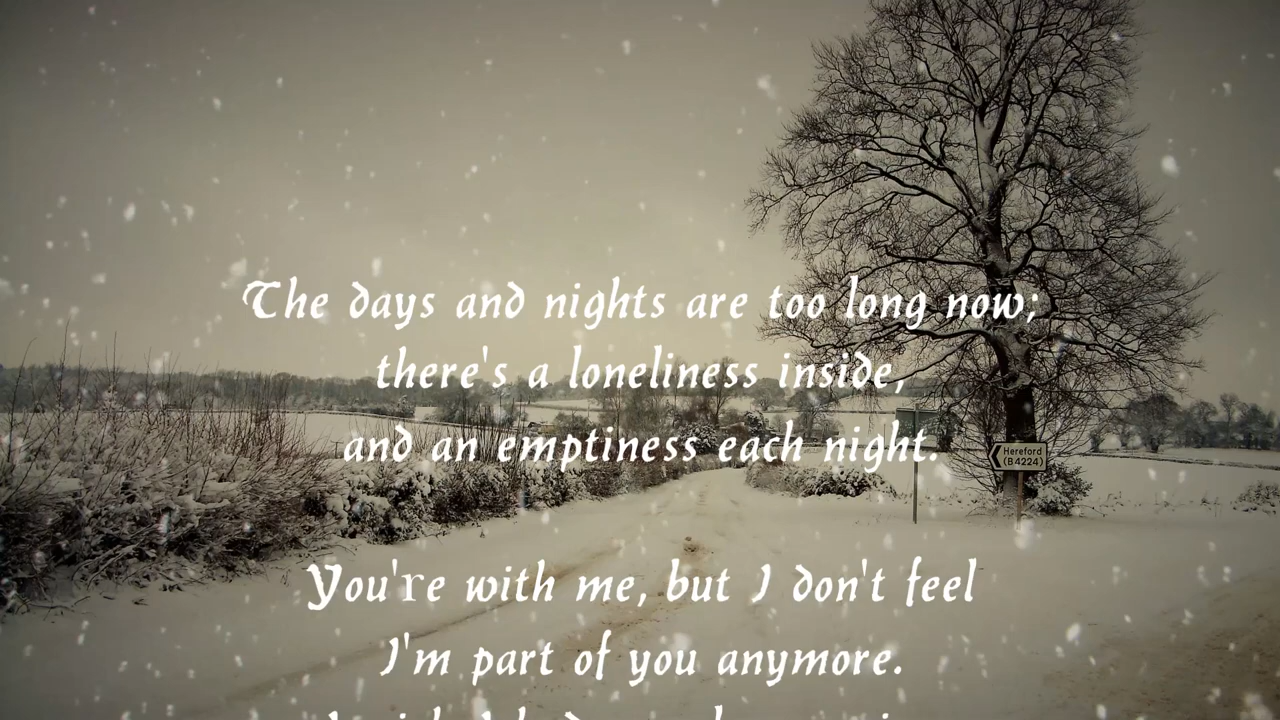 The days and nights are too long now;
there's a loneliness inside,
and an emptiness each night.
Hereford
(B4224)
You're with me, but I don't feel
I'm part of you anymore.